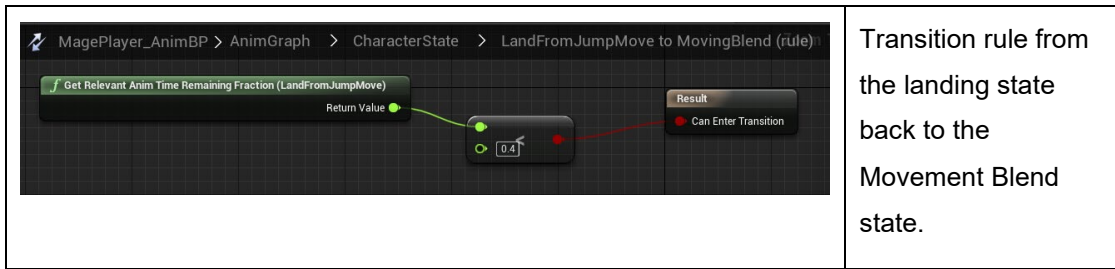 MagePlayer_AnimBP > AnimGraph > CharacterState > LandFromJumpMove to MovingBlend (rule)
f Get Relevant Anim Time Remaining Fraction (LandFromJumpMove)
Return Value
<
0.4
Result
Can Enter Transition
Transition rule from
the landing state
back to the
Movement Blend
state.